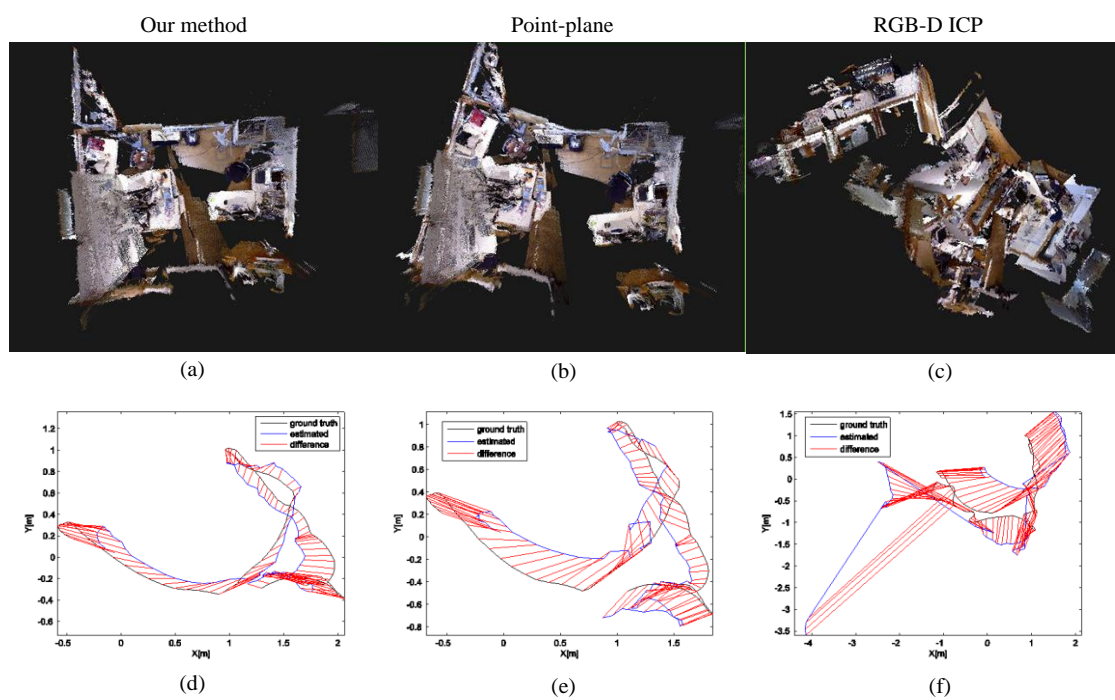 Our method Point-plane RGB-D ICP
(a) (b) (c)
ground truth
estimated
difference
1.2
1
0.8
0.6
0.4
0.2
0
-0.2
-0.4
-0.6
Y[m]
-0.5 0 0.5 1 1.5 2
X[m]
ground truth
estimated
difference
1
0.8
0.6
0.4
0.2
0
-0.2
-0.4
-0.6
-0.8
Y[m]
-0.5 0 0.5 1 1.5
X[m]
ground truth
estimated
difference
1.5
1
0.5
0
-0.5
-1
-1.5
-2
-2.5
-3
-3.5
Y[m]
-4 -3 -2 -1 0 1 2
X[m]
(d) (e) (f)